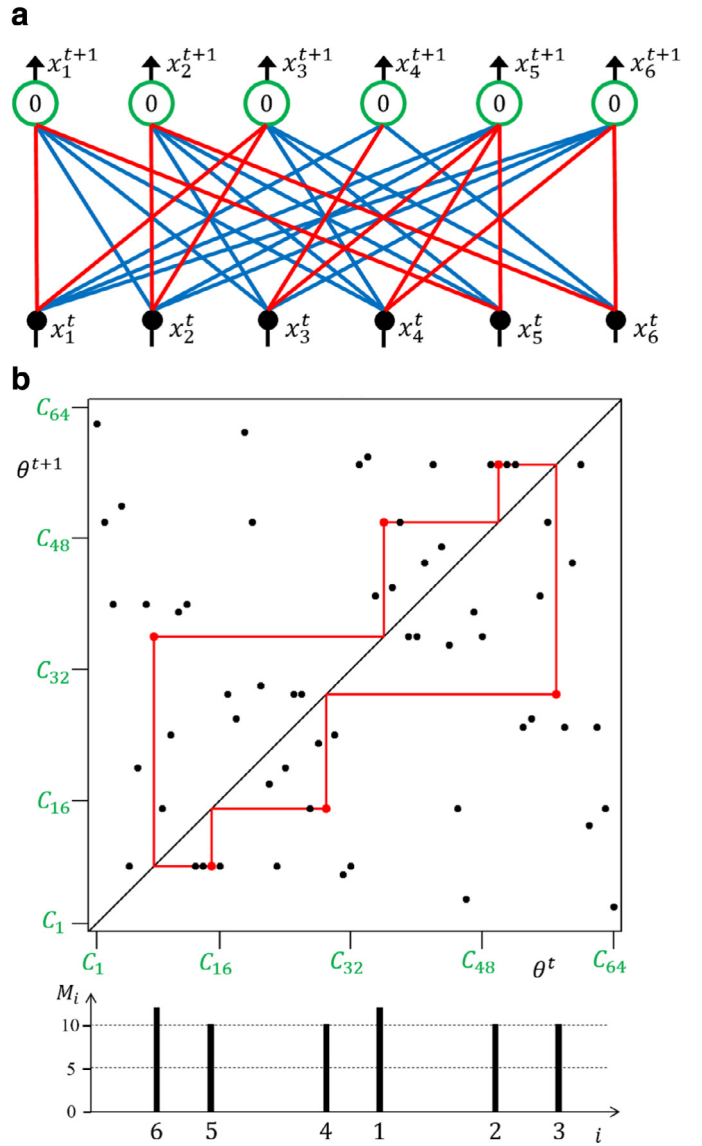 a
x₁ᵗ⁺¹ x₂ᵗ⁺¹ x₃ᵗ⁺¹ x₄ᵗ⁺¹ x₅ᵗ⁺¹ x₆ᵗ⁺¹
0 0 0 0 0 0
x₁ᵗ x₂ᵗ x₃ᵗ x₄ᵗ x₅ᵗ x₆ᵗ
b
C₆₄
θᵗ⁺¹
C₄₈
C₃₂
C₁₆
C₁
C₁ C₁₆ C₃₂ C₄₈ θᵗ C₆₄
Mᵢ
10
5
0
6 5 4 1 2 3 i